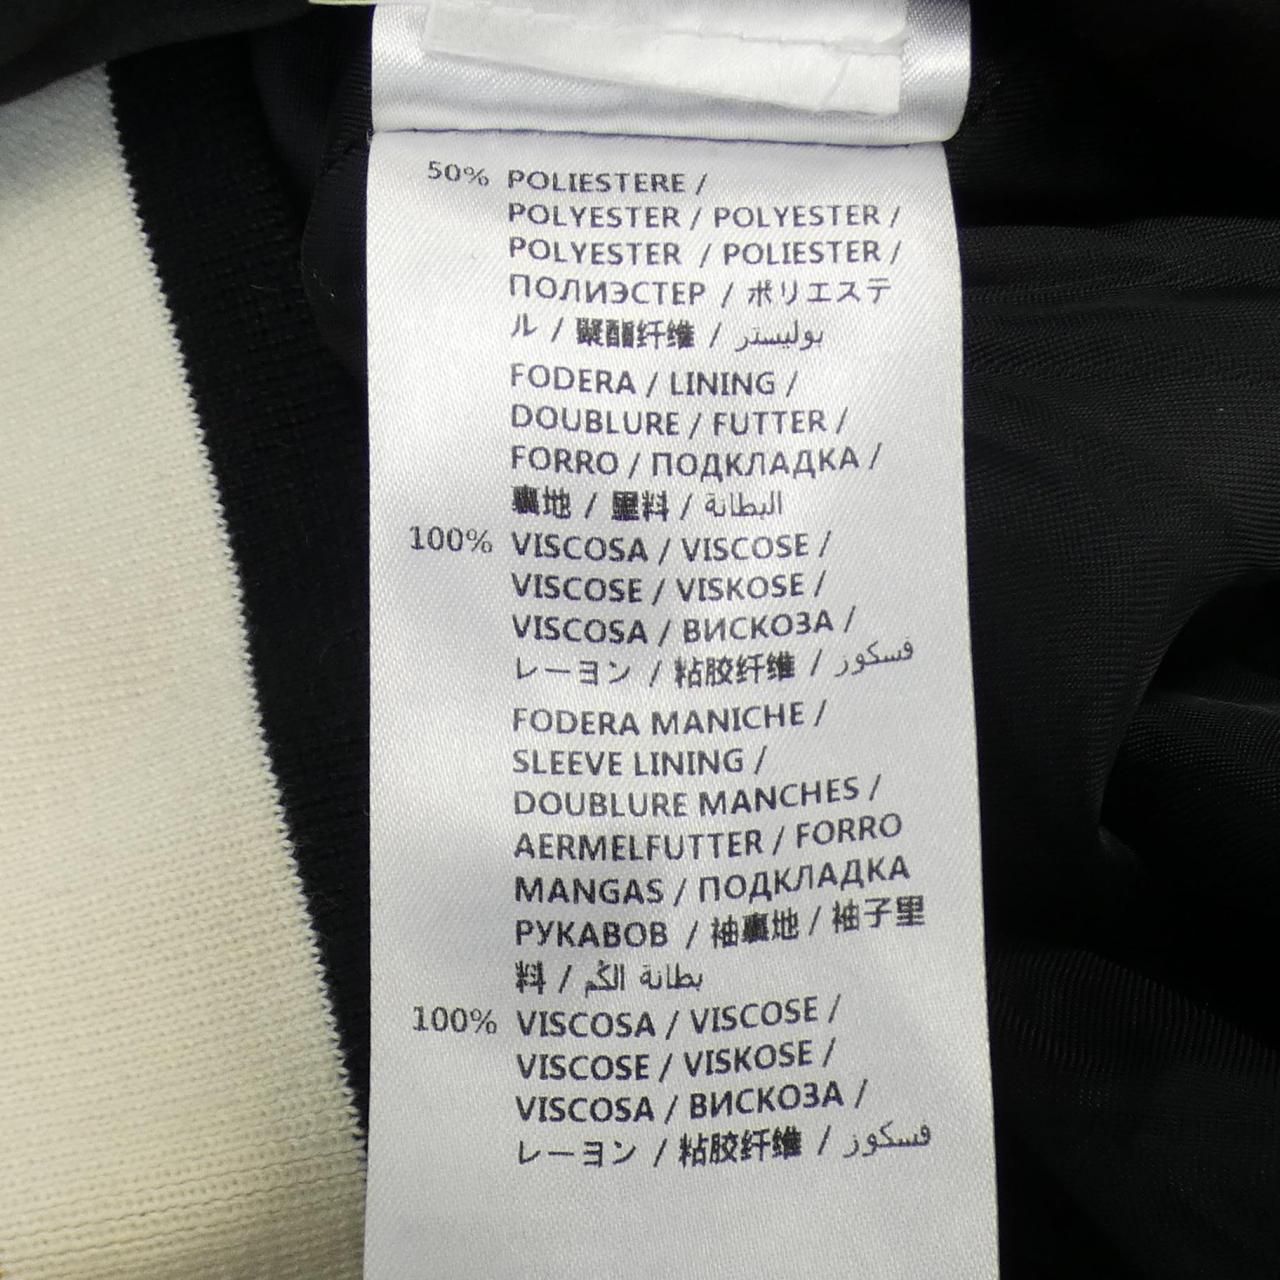 50% POLIESTERE /
POLYESTER / POLYESTER /
POLYESTER / POLIESTER /
ПОЛИЭСТЕР / ポリエステ
ル / 聚酯纤维 / بوليستر
FODERA / LINING /
DOUBLURE / FUTTER /
FORRO / ПОДКЛАДКА /
裏地 / 里料 / البطانة
100% VISCOSA / VISCOSE /
VISCOSE / VISKOSE /
VISCOSA / ВИСКОЗА /
レーヨン / 粘胶纤维 / فسكوز
FODERA MANICHE /
SLEEVE LINING /
DOUBLURE MANCHES /
AERMELFUTTER / FORRO
MANGAS / ПОДКЛАДКА
РУКАВОВ / 袖裏地 / 袖子里
料 / بطانة الكُم
100% VISCOSA / VISCOSE /
VISCOSE / VISKOSE /
VISCOSA / ВИСКОЗА /
レーヨン / 粘胶纤维 / فسكوز